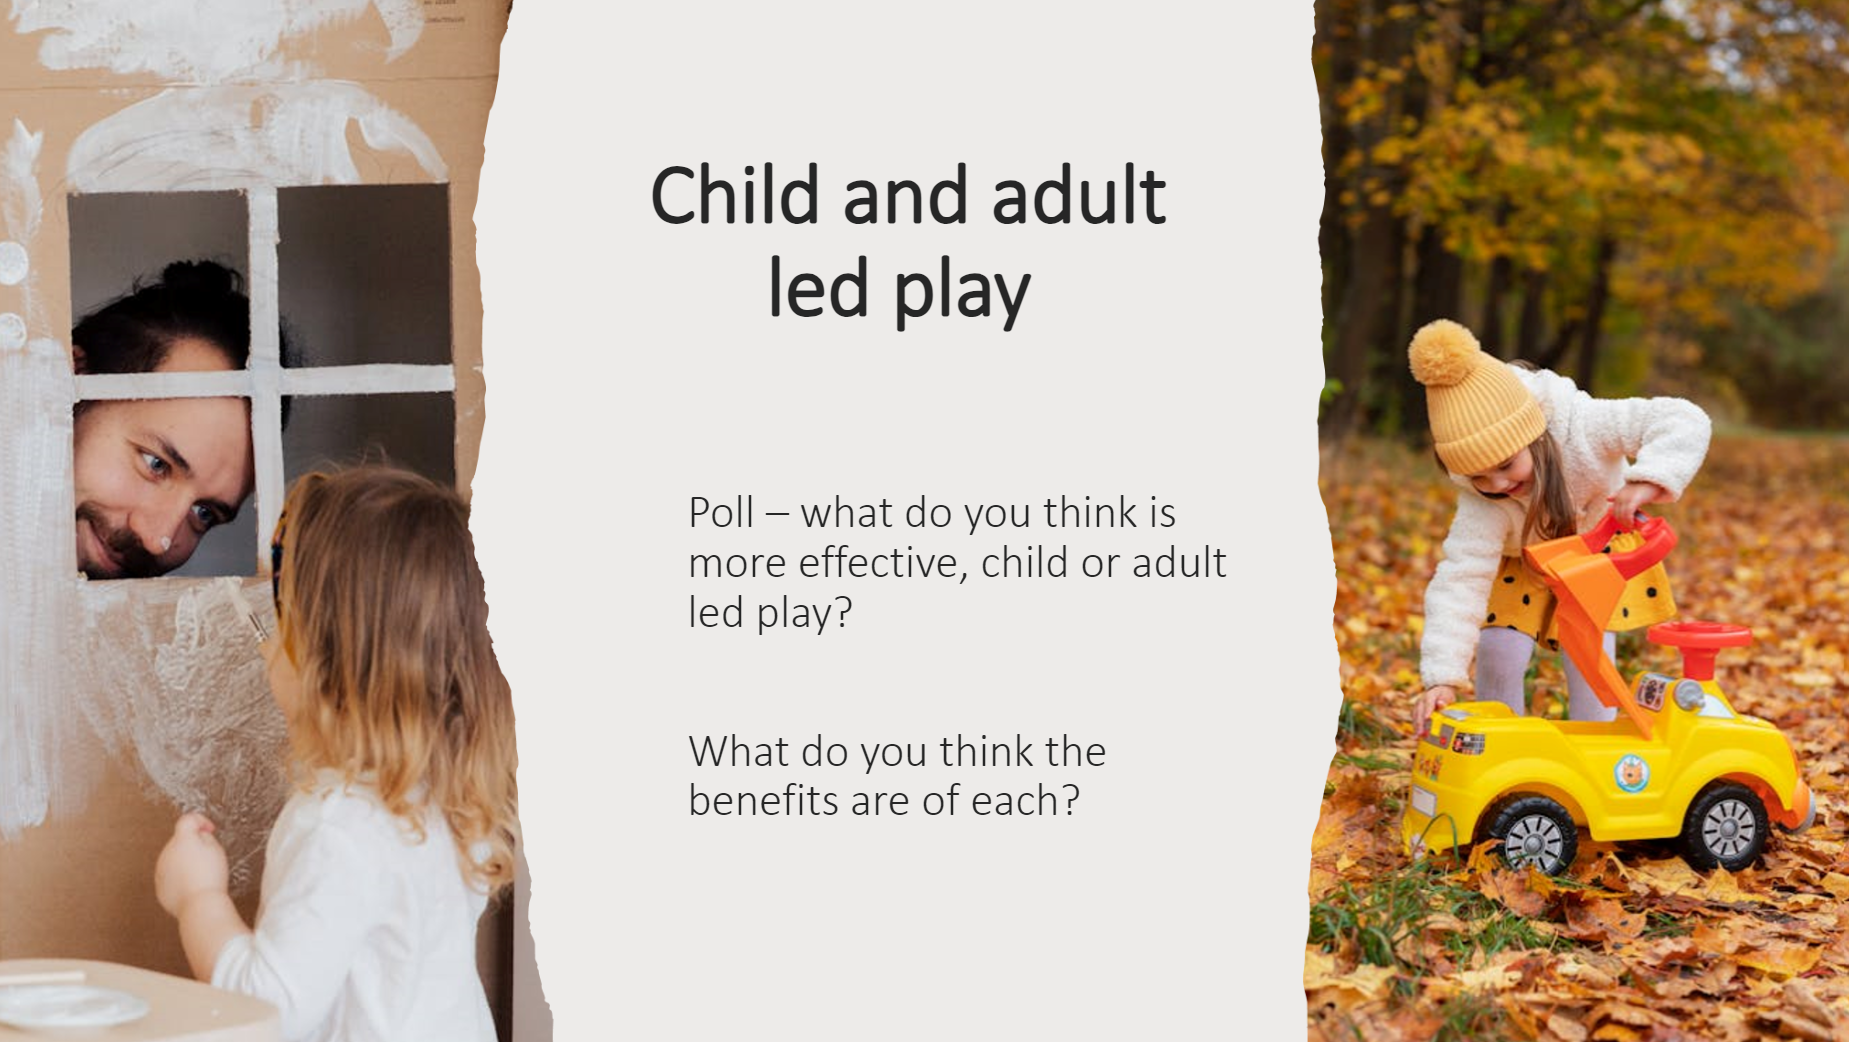 Child and adult
led play
Poll – what do you think is
more effective, child or adult
led play?
What do you think the
benefits are of each?